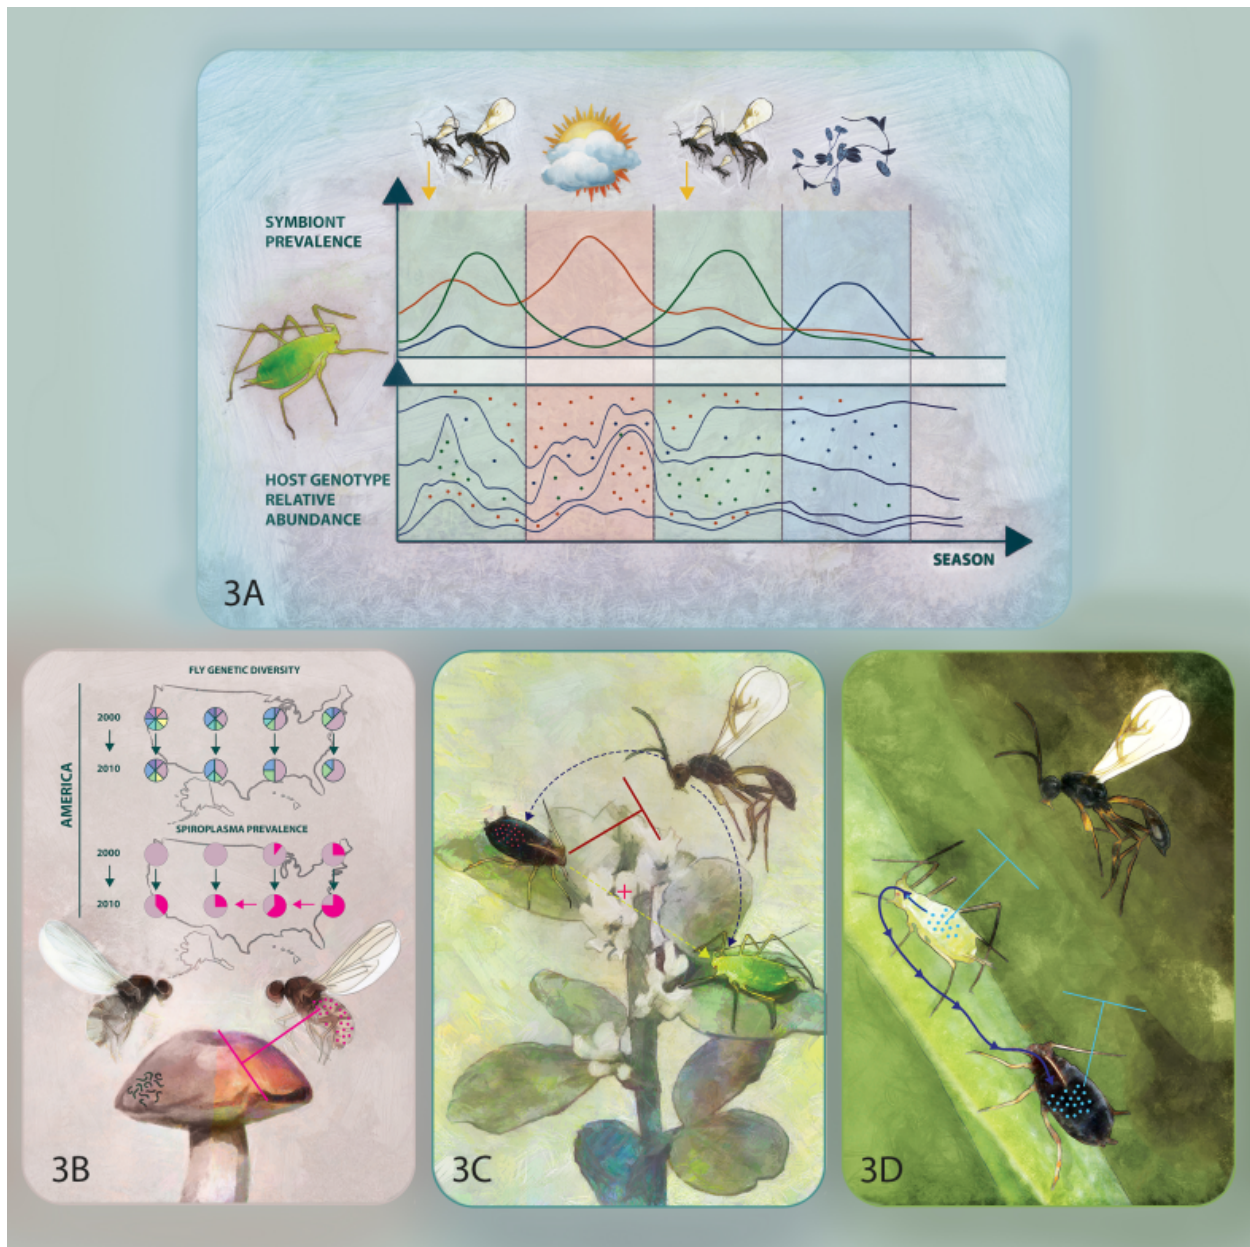 SYMBIONT
PREVALENCE
HOST GENOTYPE
RELATIVE
ABUNDANCE
SEASON
3A
FLY GENETIC DIVERSITY
2000
2010
AMERICA
SPIROPLASMA PREVALENCE
2000
2010
3B
3C
3D